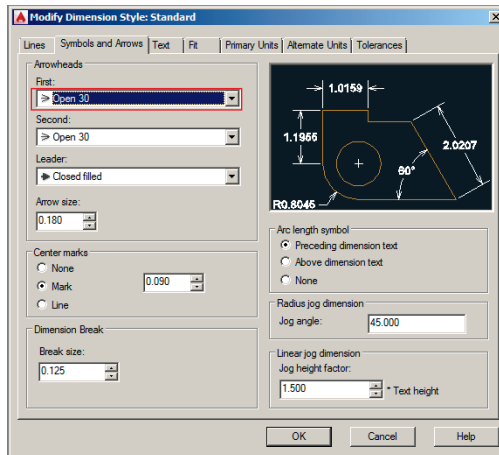 Modify Dimension Style: Standard
Lines
Symbols and Arrows
Text
Fit
Primary Units
Alternate Units
Tolerances
Arrowheads
First:
Open 30
Second:
Open 30
Leader:
Closed filled
Arrow size:
0.180
Center marks
None
Mark
0.090
Line
Dimension Break
Break size:
0.125
1.0159
1.1955
2.0207
60°
R0.8045
Arc length symbol
Preceding dimension text
Above dimension text
None
Radius jog dimension
Jog angle:
45.000
Linear jog dimension
Jog height factor:
1.500
* Text height
OK
Cancel
Help